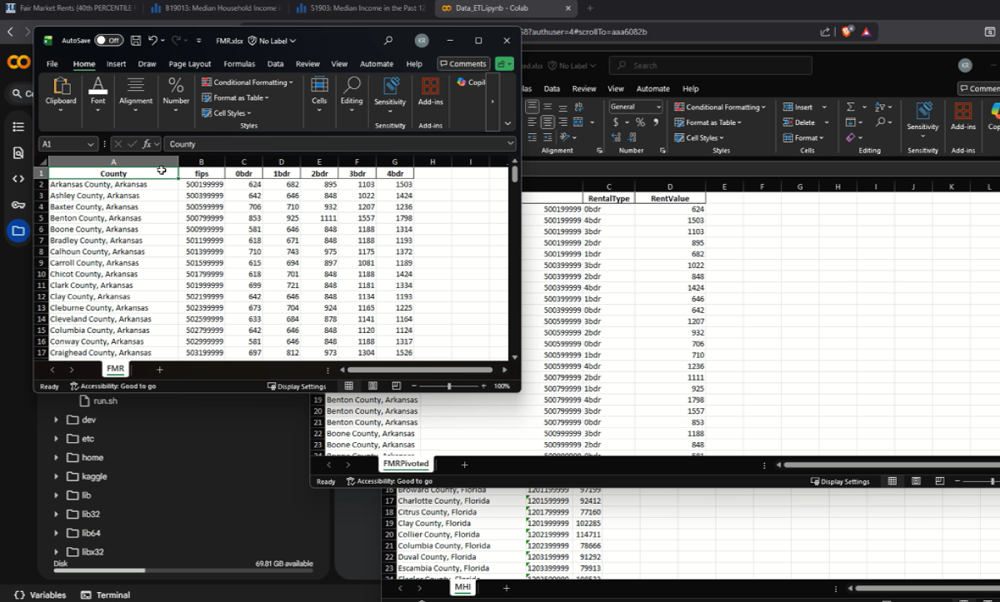 Fair Market Rents (40th PERCENTILE
B19013: Median Household Income
S1903: Median Income in the Past 12
Data_ETL.ipynb - Colab
68?authuser=4#scrollTo=aaa6082b
AutoSave Off FMR.xlsx No Label KR
File Home Insert Draw Page Layout Formulas Data Review View Automate Help Comments
Clipboard Font Alignment Number Conditional Formatting Format as Table Cell Styles Styles Cells Editing Sensitivity Sensitivity Add-ins Add-ins Copil
A1 fx County
A B C D E F G H I
1 County fips 0bdr 1bdr 2bdr 3bdr 4bdr
2 Arkansas County, Arkansas 500199999 624 682 895 1103 1503
3 Ashley County, Arkansas 500399999 642 646 848 1022 1424
4 Baxter County, Arkansas 500599999 706 710 932 1207 1236
5 Benton County, Arkansas 500799999 853 925 1111 1557 1798
6 Boone County, Arkansas 500999999 581 646 848 1188 1314
7 Bradley County, Arkansas 501199999 618 671 848 1188 1193
8 Calhoun County, Arkansas 501399999 710 743 975 1175 1372
9 Carroll County, Arkansas 501599999 615 694 897 1081 1189
10 Chicot County, Arkansas 501799999 618 701 848 1188 1424
11 Clark County, Arkansas 501999999 699 721 848 1181 1334
12 Clay County, Arkansas 502199999 642 646 848 1134 1193
13 Cleburne County, Arkansas 502399999 673 704 924 1165 1225
14 Cleveland County, Arkansas 502599999 633 684 878 1141 1164
15 Columbia County, Arkansas 502799999 642 646 848 1120 1124
16 Conway County, Arkansas 502999999 581 646 848 1188 1317
17 Craighead County, Arkansas 503199999 697 812 973 1304 1526
FMR
Ready Accessibility: Good to go Display Settings 100%
ed.xlsx No Label Search KR
las Data Review View Automate Help Commen
General Conditional Formatting Format as Table Cell Styles Insert Delete Format Sensitivity Add-ins Cop
Alignment Number Styles Cells Editing Sensitivity Add-ins
C D E F G H I J K L
RentalType RentValue
500199999 0bdr 624
500199999 4bdr 1503
500199999 3bdr 1103
500199999 2bdr 895
500199999 1bdr 682
500399999 3bdr 1022
500399999 2bdr 848
500399999 4bdr 1424
500399999 1bdr 646
500399999 0bdr 642
500599999 3bdr 1207
500599999 2bdr 932
500599999 0bdr 706
500599999 1bdr 710
500599999 4bdr 1236
500799999 2bdr 1111
500799999 1bdr 925
19 Benton County, Arkansas 500799999 4bdr 1798
20 Benton County, Arkansas 500799999 3bdr 1557
21 Benton County, Arkansas 500799999 0bdr 853
22 Boone County, Arkansas 500999999 3bdr 1188
23 Boone County, Arkansas 500999999 2bdr 848
24 Boone County, Arkansas 500999999 0bdr 581
FMRPivoted
Ready Accessibility: Good to go Display Settings
16 Broward County, Florida 1201199999 97199
17 Charlotte County, Florida 1201599999 92412
18 Citrus County, Florida 1201799999 77160
19 Clay County, Florida 1201999999 102285
20 Collier County, Florida 1202199999 114711
21 Columbia County, Florida 1202399999 78666
22 Duval County, Florida 1203199999 91292
23 Escambia County, Florida 1203399999 79913
24 Flagler County, Florida
MHI
run.sh
dev
etc
home
kaggle
lib
lib32
lib64
libx32
Disk 69.81 GB available
Variables Terminal